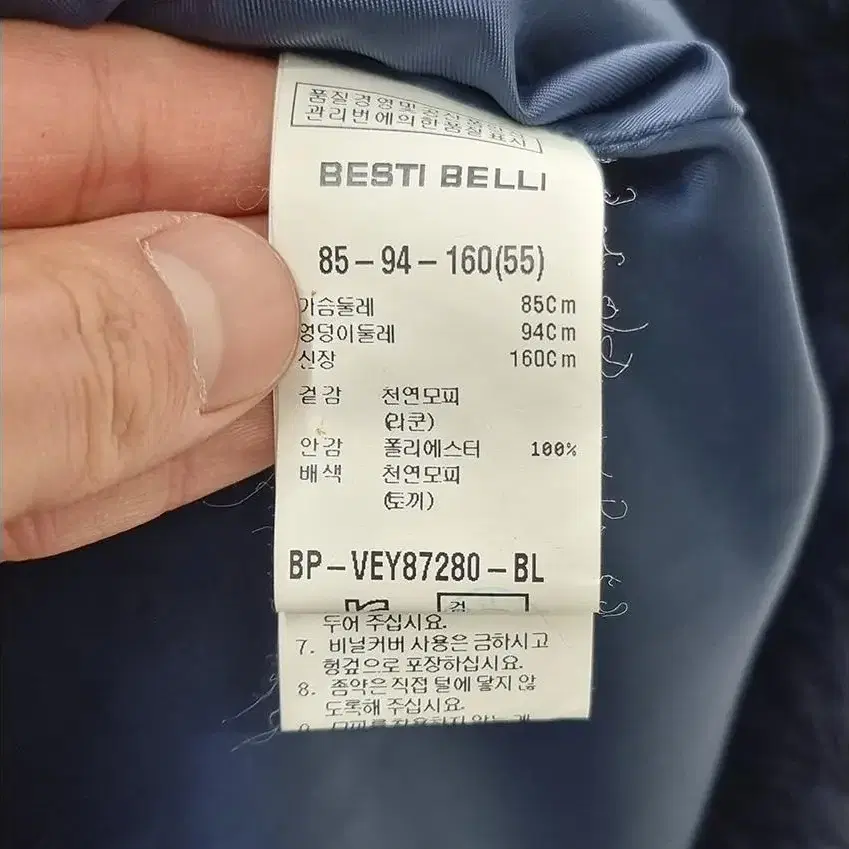 품질경영및공산품안전
관리번에의한품질표시
BESTI BELLI
85-94-160(55)
가슴둘레 85Cm
엉덩이둘레 94Cm
신장 160Cm
겉감 천연모피
(라쿤)
안감 폴리에스터 100%
배색 천연모피
(토끼)
BP-VEY87280-BL
두어 주십시요.
7. 비닐커버 사용은 금하시고
헝겊으로 포장하십시요.
8. 좀약은 직접 털에 닿지 않
도록해 주십시요.